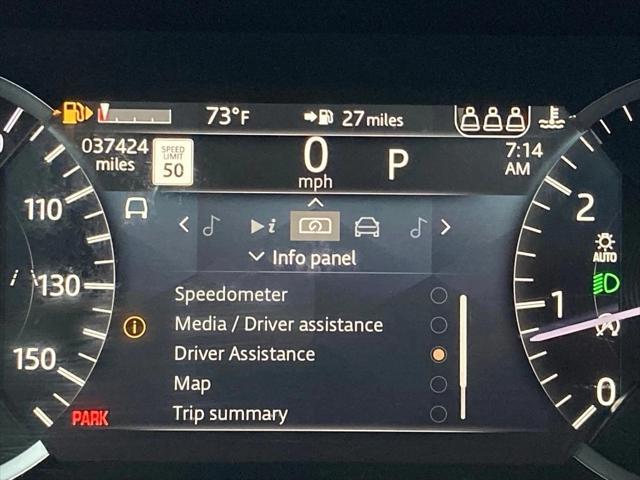 73°F
27 miles
037424
miles
SPEED
LIMIT
50
0
mph
P
7:14
AM
110
130
150
Info panel
Speedometer
Media / Driver assistance
Driver Assistance
Map
Trip summary
PARK
2
AUTO
1
0